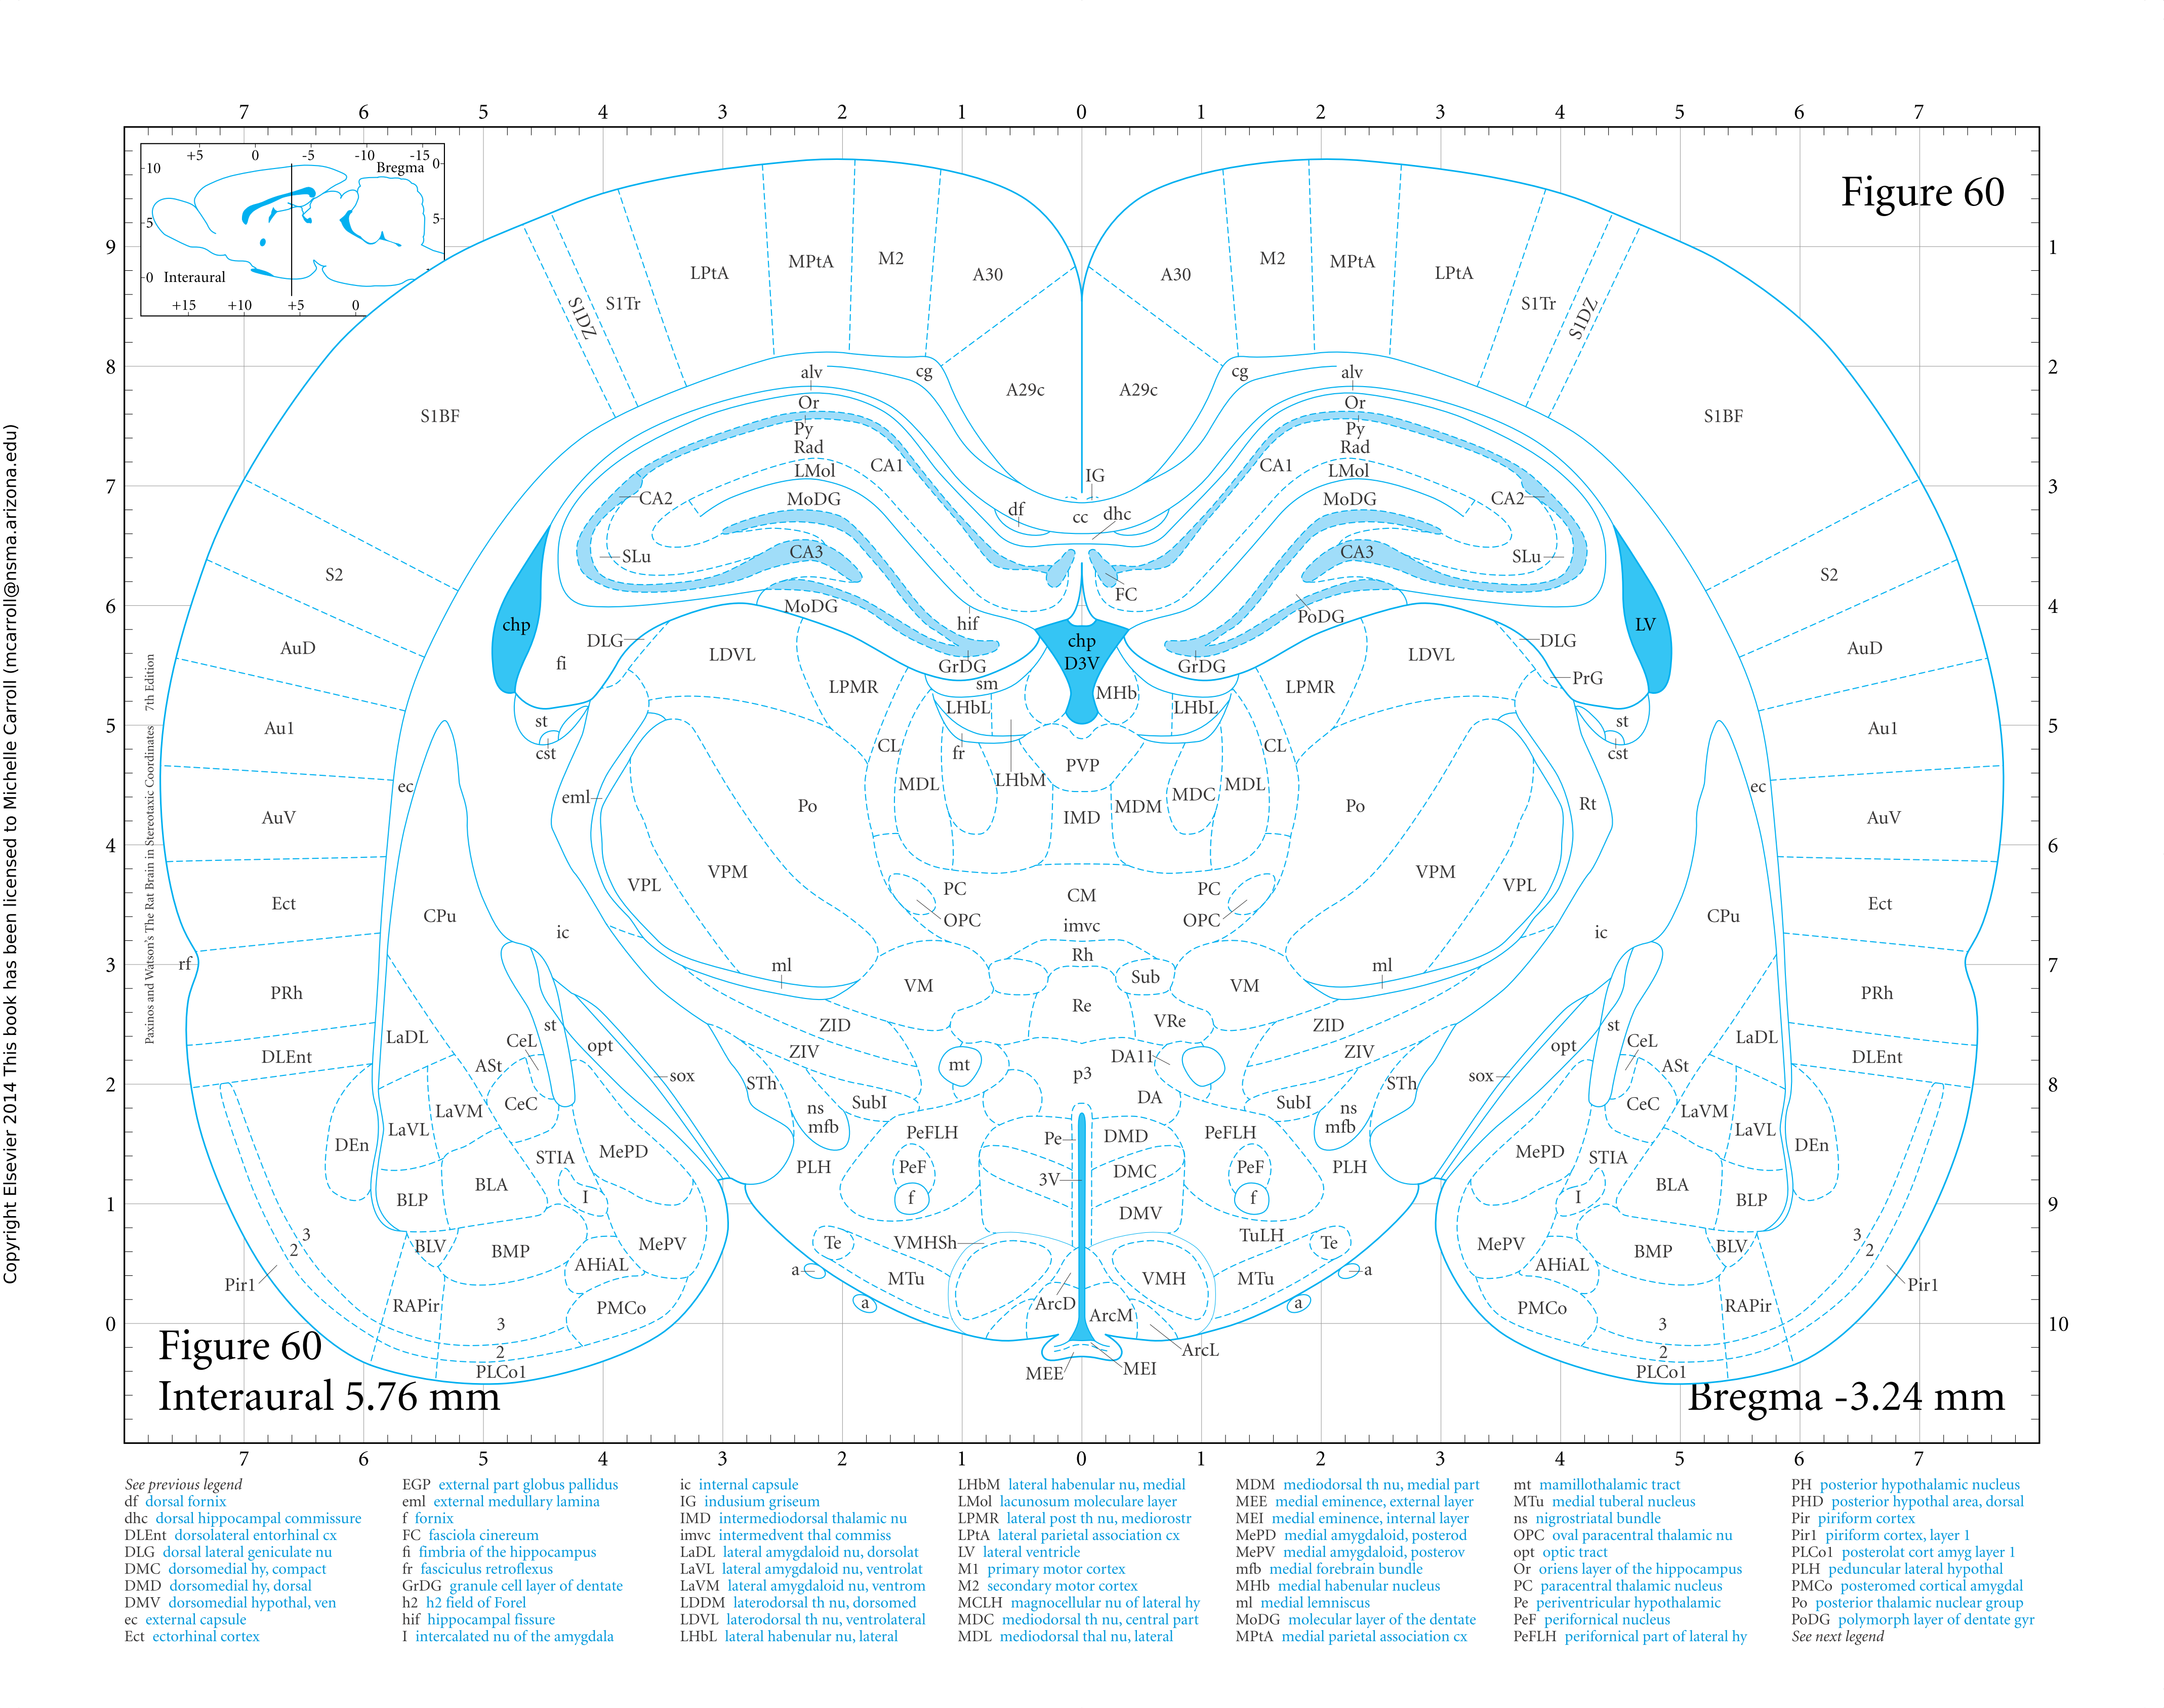 7 6 5 4 3 2 1 0 1 2 3 4 5 6 7
+5 0 -5 -10 -15
10 Bregma 0
5 5
0 Interaural
+15 +10 +5 0
Figure 60
9 1
8 2
7 3
6 4
5 5
4 6
3 7
2 8
1 9
0 10
LPtA MPtA M2 A30 A30 M2 MPtA LPtA
S1DZ S1Tr S1Tr S1DZ
S1BF alv cg A29c A29c cg alv S1BF
Or Or
Py Py
Rad Rad
LMol CA1 IG CA1 LMol
CA2 MoDG df cc dhc MoDG CA2
SLu CA3 CA3 SLu
S2 S2
MoDG FC PoDG
chp hif chp LV
AuD DLG LDVL GrDG D3V GrDG LDVL DLG AuD
fi LPMR sm MHb LPMR PrG
LHbL LHbL
Au1 st st Au1
cst CL fr CL cst
PVP
ec eml MDL LHbM MDC MDL ec
Po MDM Po Rt
AuV IMD AuV
VPL VPM VPM VPL
PC CM PC
Ect CPu OPC OPC CPu Ect
ic imvc ic
rf ml Rh ml
PRh VM Sub VM PRh
Re
ZID VRe ZID
LaDL CeL st opt st CeL LaDL
DLEnt ASt ZIV DA11 ZIV opt ASt DLEnt
sox STh mt p3 STh sox
CeC LaVM SubI DA SubI CeC LaVM
ns ns
mfb mfb
LaVL PeFLH Pe DMD PeFLH LaVL
DEn STIA MePD MePD STIA DEn
PLH PeF DMC PeF PLH
BLP BLA I f 3V f I BLA BLP
DMV
3 3
2 2
BLV BMP MePV Te VMHSh TuLH Te MePV BMP BLV
AHiAL a MTu VMH MTu a AHiAL
Pir1 Pir1
RAPir PMCo a ArcD ArcM a PMCo RAPir
3 3
2 ArcL 2
PLCo1 MEE MEI PLCo1
Figure 60
Interaural 5.76 mm
Bregma -3.24 mm
7 6 5 4 3 2 1 0 1 2 3 4 5 6 7
Copyright Elsevier 2014 This book has been licensed to Michelle Carroll (mcarroll@nsma.arizona.edu)
Paxinos and Watson's The Rat Brain in Stereotaxic Coordinates 7th Edition
See previous legend
df dorsal fornix
dhc dorsal hippocampal commissure
DLEnt dorsolateral entorhinal cx
DLG dorsal lateral geniculate nu
DMC dorsomedial hy, compact
DMD dorsomedial hy, dorsal
DMV dorsomedial hypothal, ven
ec external capsule
Ect ectorhinal cortex
EGP external part globus pallidus
eml external medullary lamina
f fornix
FC fasciola cinereum
fi fimbria of the hippocampus
fr fasciculus retroflexus
GrDG granule cell layer of dentate
h2 h2 field of Forel
hif hippocampal fissure
I intercalated nu of the amygdala
ic internal capsule
IG indusium griseum
IMD intermediodorsal thalamic nu
imvc intermedvent thal commiss
LaDL lateral amygdaloid nu, dorsolat
LaVL lateral amygdaloid nu, ventrolat
LaVM lateral amygdaloid nu, ventrom
LDDM laterodorsal th nu, dorsomed
LDVL laterodorsal th nu, ventrolateral
LHbL lateral habenular nu, lateral
LHbM lateral habenular nu, medial
LMol lacunosum moleculare layer
LPMR lateral post th nu, mediorostr
LPtA lateral parietal association cx
LV lateral ventricle
M1 primary motor cortex
M2 secondary motor cortex
MCLH magnocellular nu of lateral hy
MDC mediodorsal th nu, central part
MDL mediodorsal thal nu, lateral
MDM mediodorsal th nu, medial part
MEE medial eminence, external layer
MEI medial eminence, internal layer
MePD medial amygdaloid, posterod
MePV medial amygdaloid, posterov
mfb medial forebrain bundle
MHb medial habenular nucleus
ml medial lemniscus
MoDG molecular layer of the dentate
MPtA medial parietal association cx
mt mamillothalamic tract
MTu medial tuberal nucleus
ns nigrostriatal bundle
OPC oval paracentral thalamic nu
opt optic tract
Or oriens layer of the hippocampus
PC paracentral thalamic nucleus
Pe periventricular hypothalamic
PeF perifornical nucleus
PeFLH perifornical part of lateral hy
PH posterior hypothalamic nucleus
PHD posterior hypothal area, dorsal
Pir piriform cortex
Pir1 piriform cortex, layer 1
PLCo1 posterolat cort amyg layer 1
PLH peduncular lateral hypothal
PMCo posteromed cortical amygdal
Po posterior thalamic nuclear group
PoDG polymorph layer of dentate gyr
See next legend